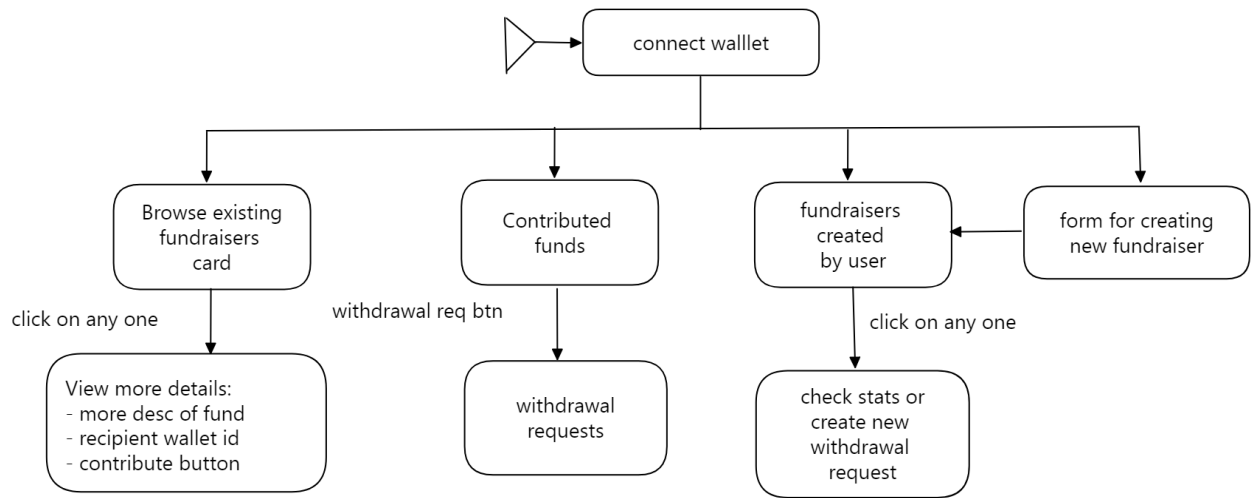 connect walllet
Browse existing
fundraisers
card
Contributed
funds
fundraisers
created
by user
form for creating
new fundraiser
click on any one
withdrawal req btn
click on any one
View more details:
- more desc of fund
- recipient wallet id
- contribute button
withdrawal
requests
check stats or
create new
withdrawal
request